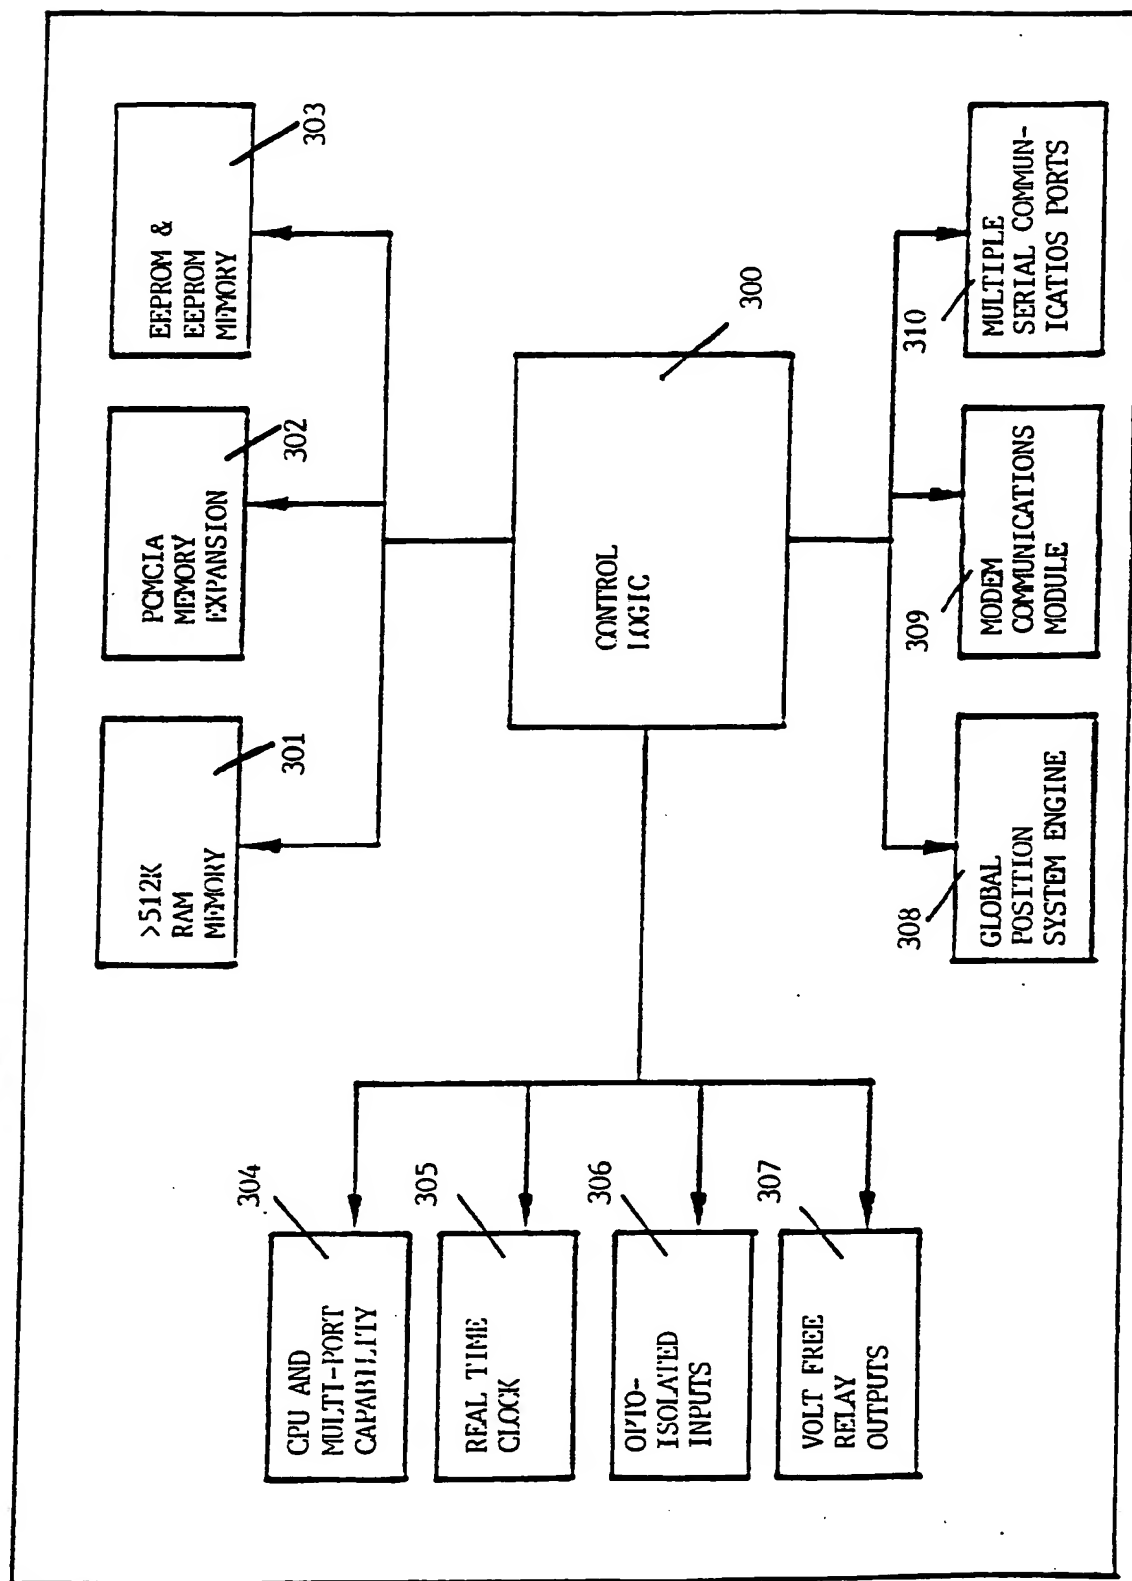 >512K
RAM
MEMORY
301
PCMCIA
MEMORY
EXPANSION
302
EEPROM &
EEPROM
MEMORY
303
CPU AND
MULTI-PORT
CAPABILITY
304
REAL TIME
CLOCK
305
OPTO-
ISOLATED
INPUTS
306
VOLT FREE
RELAY
OUTPUTS
307
CONTROL
LOGIC
300
308
GLOBAL
POSITION
SYSTEM ENGINE
309
MODEM
COMMUNICATIONS
MODULE
310
MULTIPLE
SERIAL COMMUN-
ICATIOS PORTS